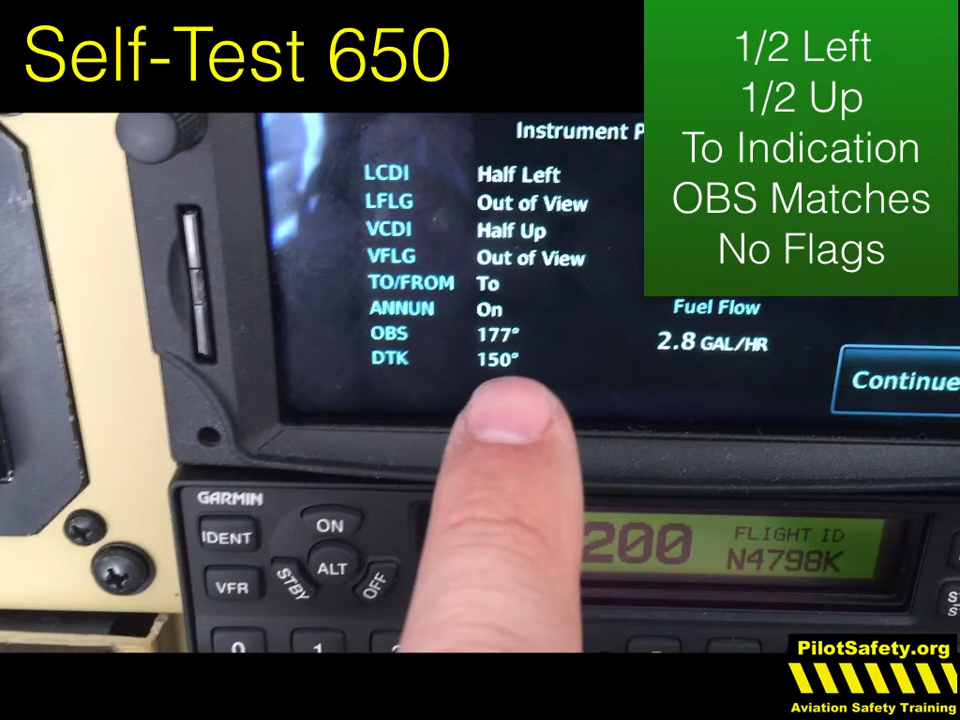 Self-Test 650
1/2 Left
1/2 Up
To Indication
OBS Matches
No Flags
Instrument P
LCDI Half Left
LFLG Out of View
VCDI Half Up
VFLG Out of View
TO/FROM To
ANNUN On
OBS 177°
DTK 150°
Fuel Flow
2.8 GAL/HR
Continue
GARMIN
IDENT
ON
ALT
STBY
OFF
VFR
200
FLIGHT ID
N4798K
0
1
PilotSafety.org
Aviation Safety Training